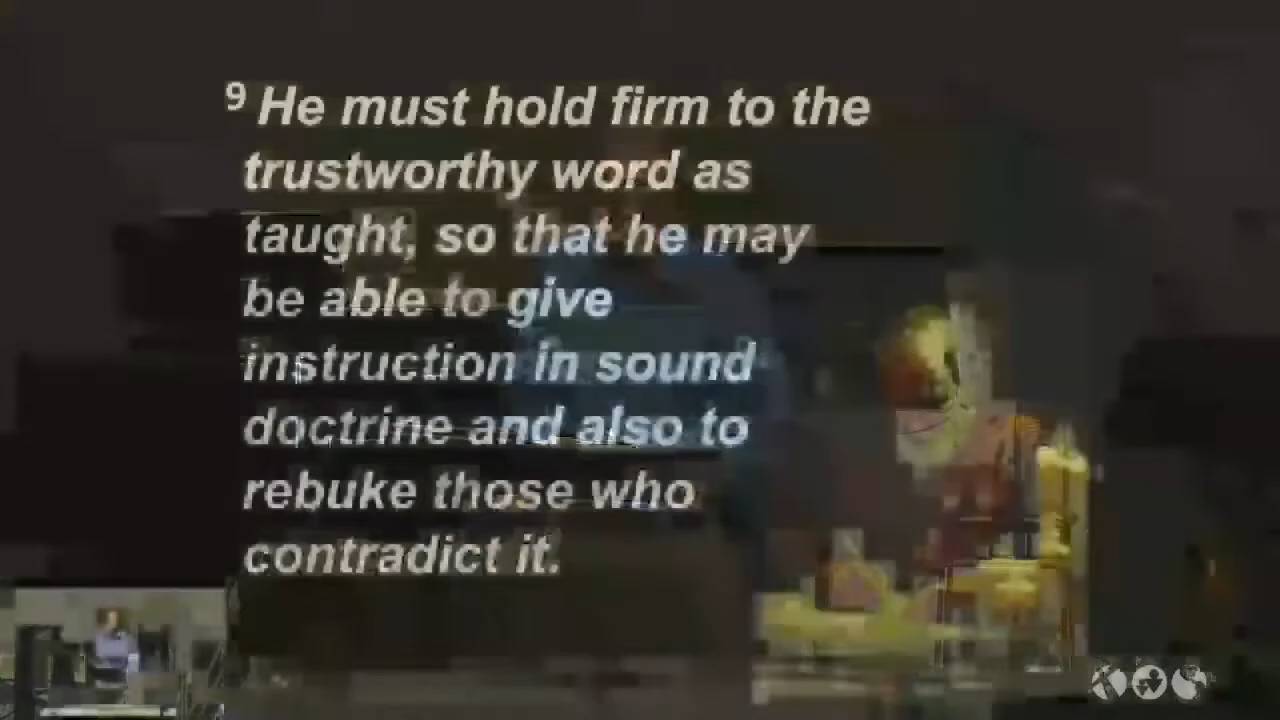 9 He must hold firm to the
trustworthy word as
taught, so that he may
be able to give
instruction in sound
doctrine and also to
rebuke those who
contradict it.